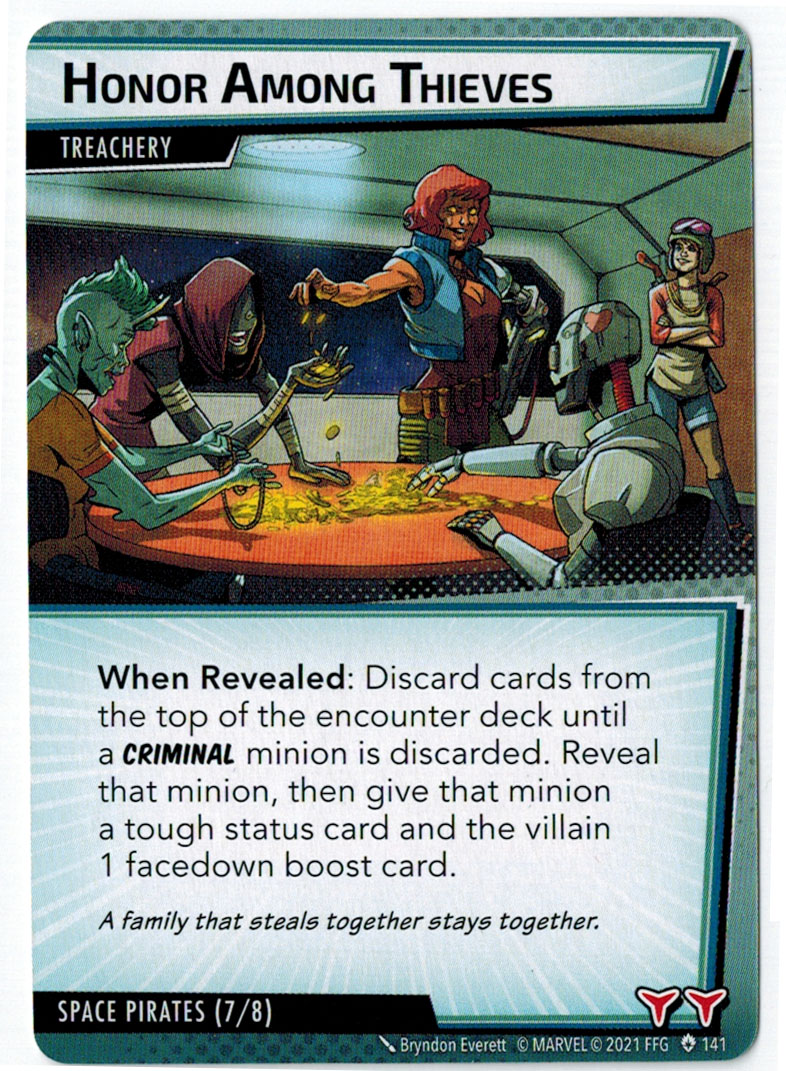 Honor Among Thieves
TREACHERY
When Revealed: Discard cards from
the top of the encounter deck until
a CRIMINAL minion is discarded. Reveal
that minion, then give that minion
a tough status card and the villain
1 facedown boost card.
A family that steals together stays together.
SPACE PIRATES (7/8)
Bryndon Everett © MARVEL © 2021 FFG 141